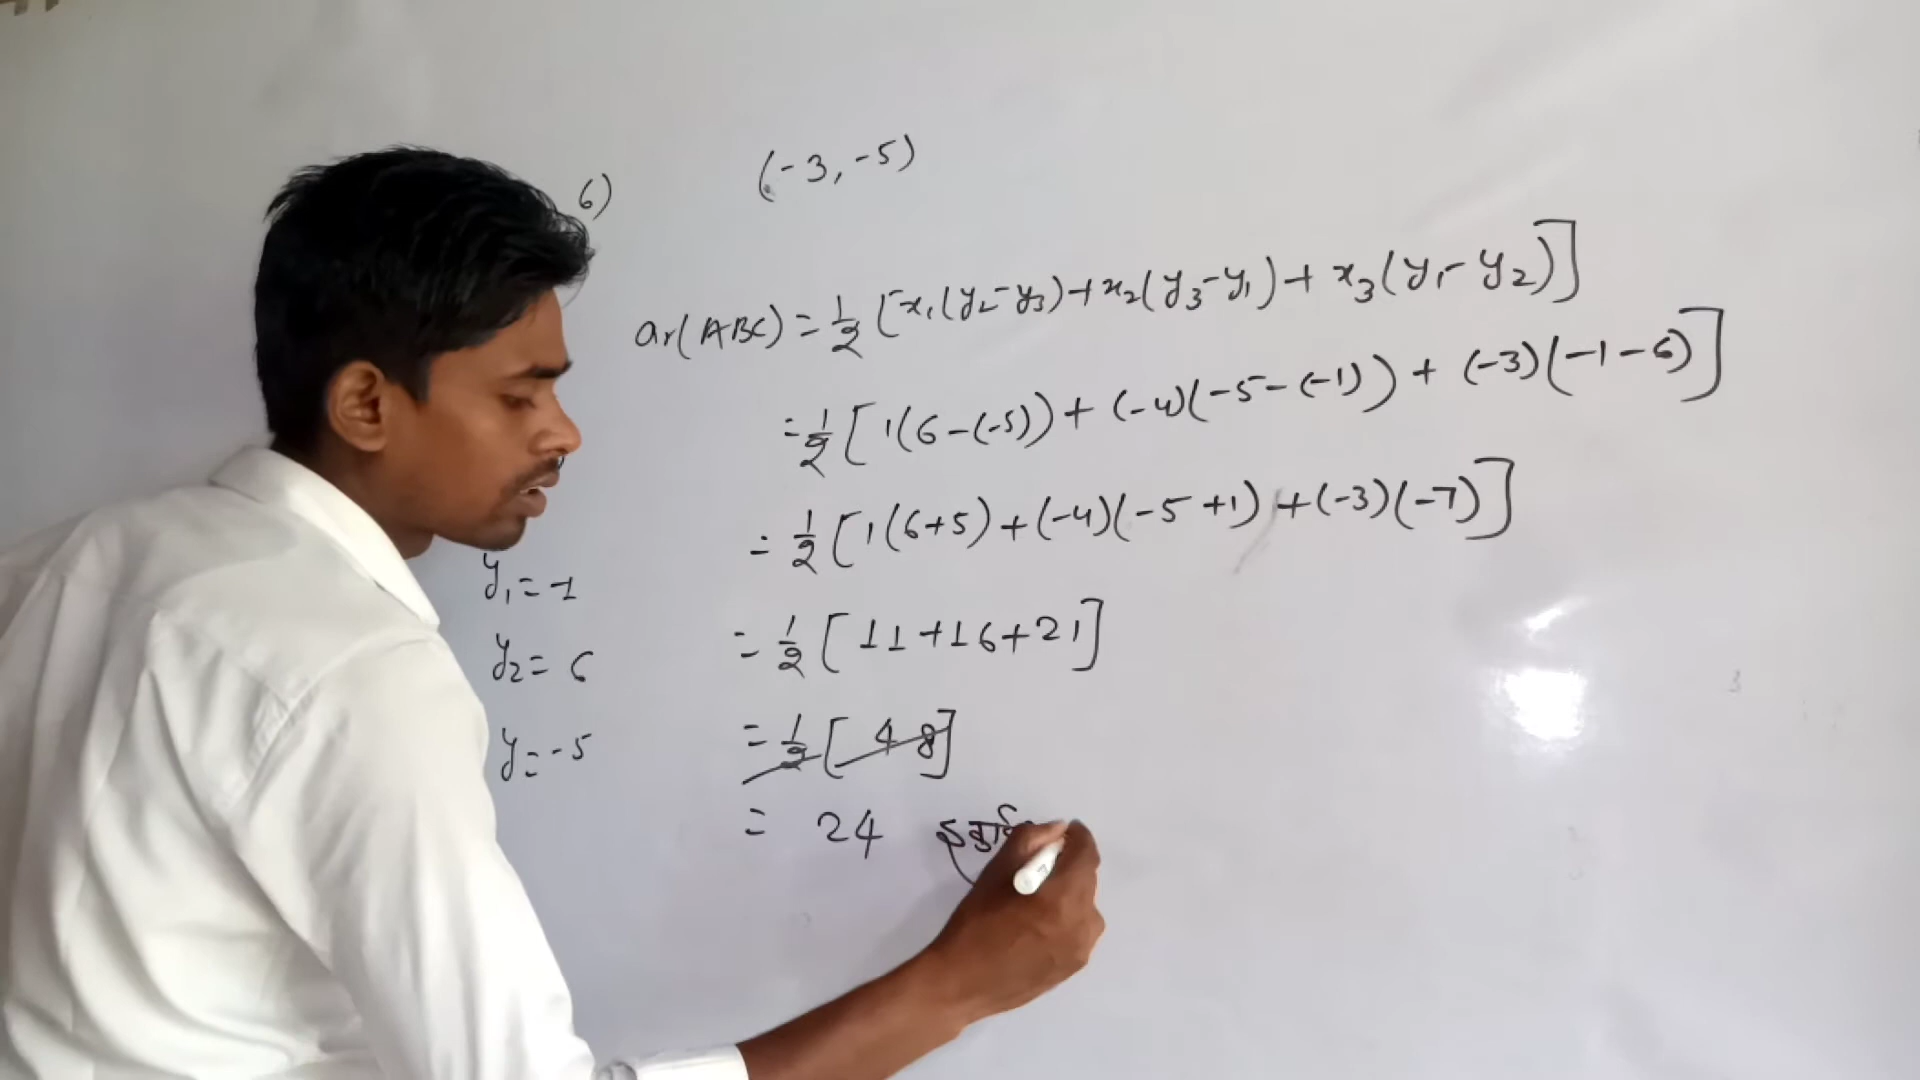 6) (-3, -5)
ar(ABC) = 1/2 [x₁(y₂-y₃)+x₂(y₃-y₁)+x₃(y₁-y₂)]
= 1/2 [1(6-(-5))+(-4)(-5-(-1))+(-3)(-1-6)]
= 1/2 [1(6+5)+(-4)(-5+1)+(-3)(-7)]
y₁=-1
= 1/2 [11+16+21]
y₂=6
= 1/2 [48]
y=-5
= 24